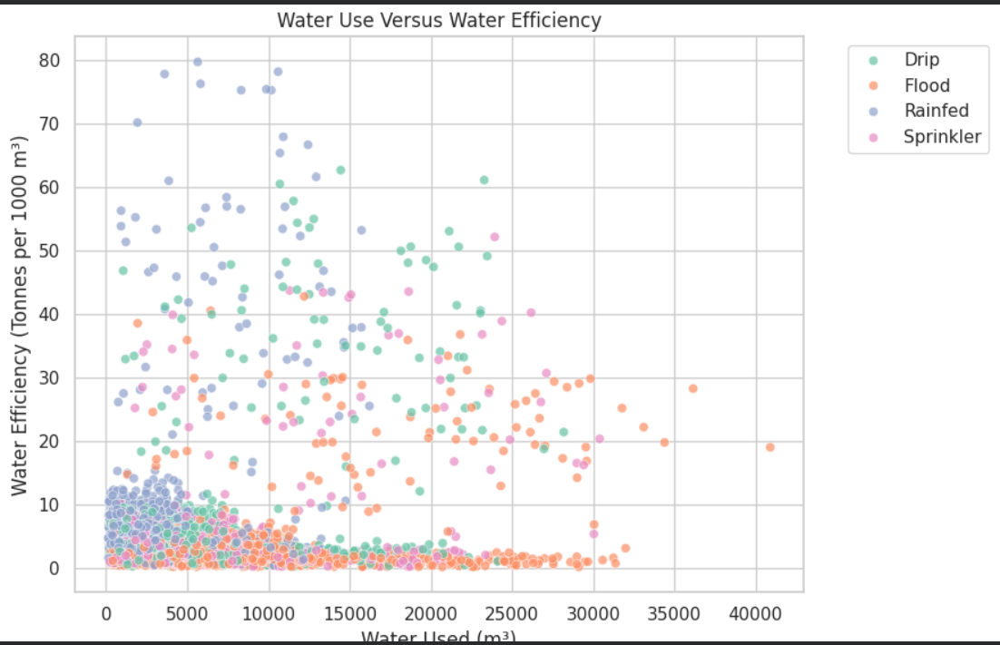 Water Use Versus Water Efficiency
Water Efficiency (Tonnes per 1000 m³)
80
70
60
50
40
30
20
10
0
0 5000 10000 15000 20000 25000 30000 35000 40000
Water Used (m³)
Drip
Flood
Rainfed
Sprinkler